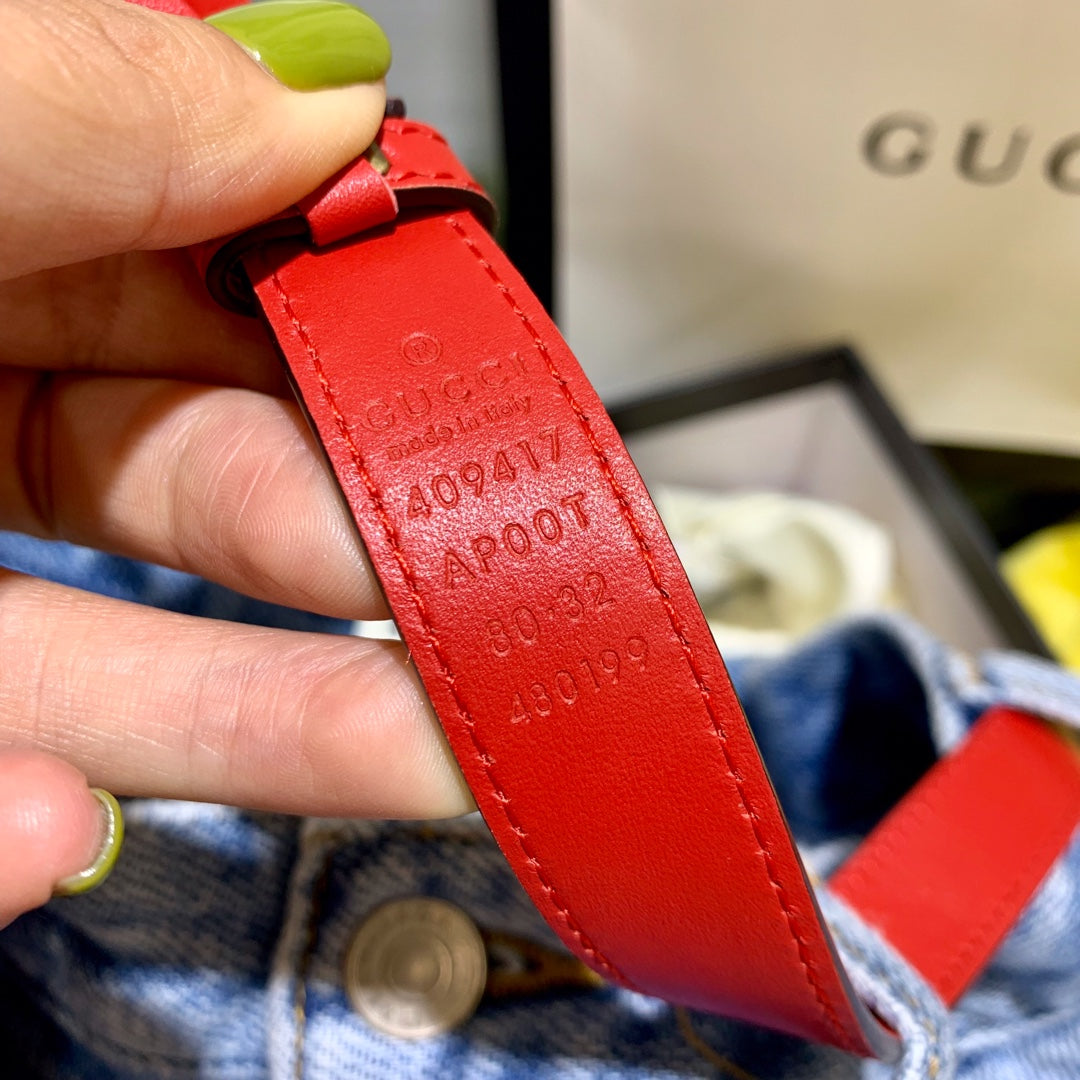 GUC
®
GUCCI
made in Italy
409417
AP00T
80·32
480199